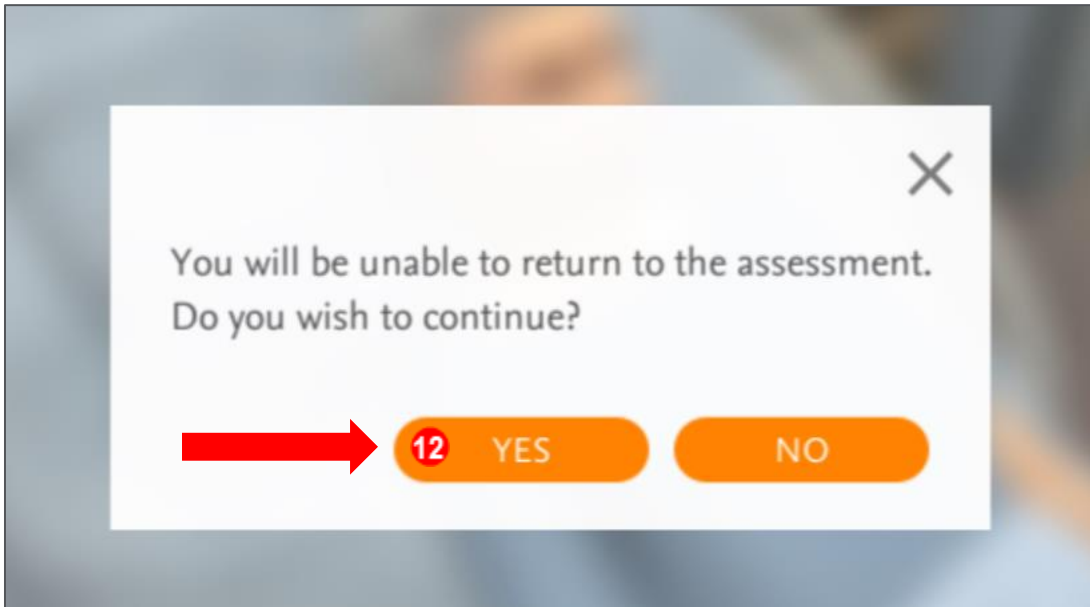 You will be unable to return to the assessment.
Do you wish to continue?
12 YES NO